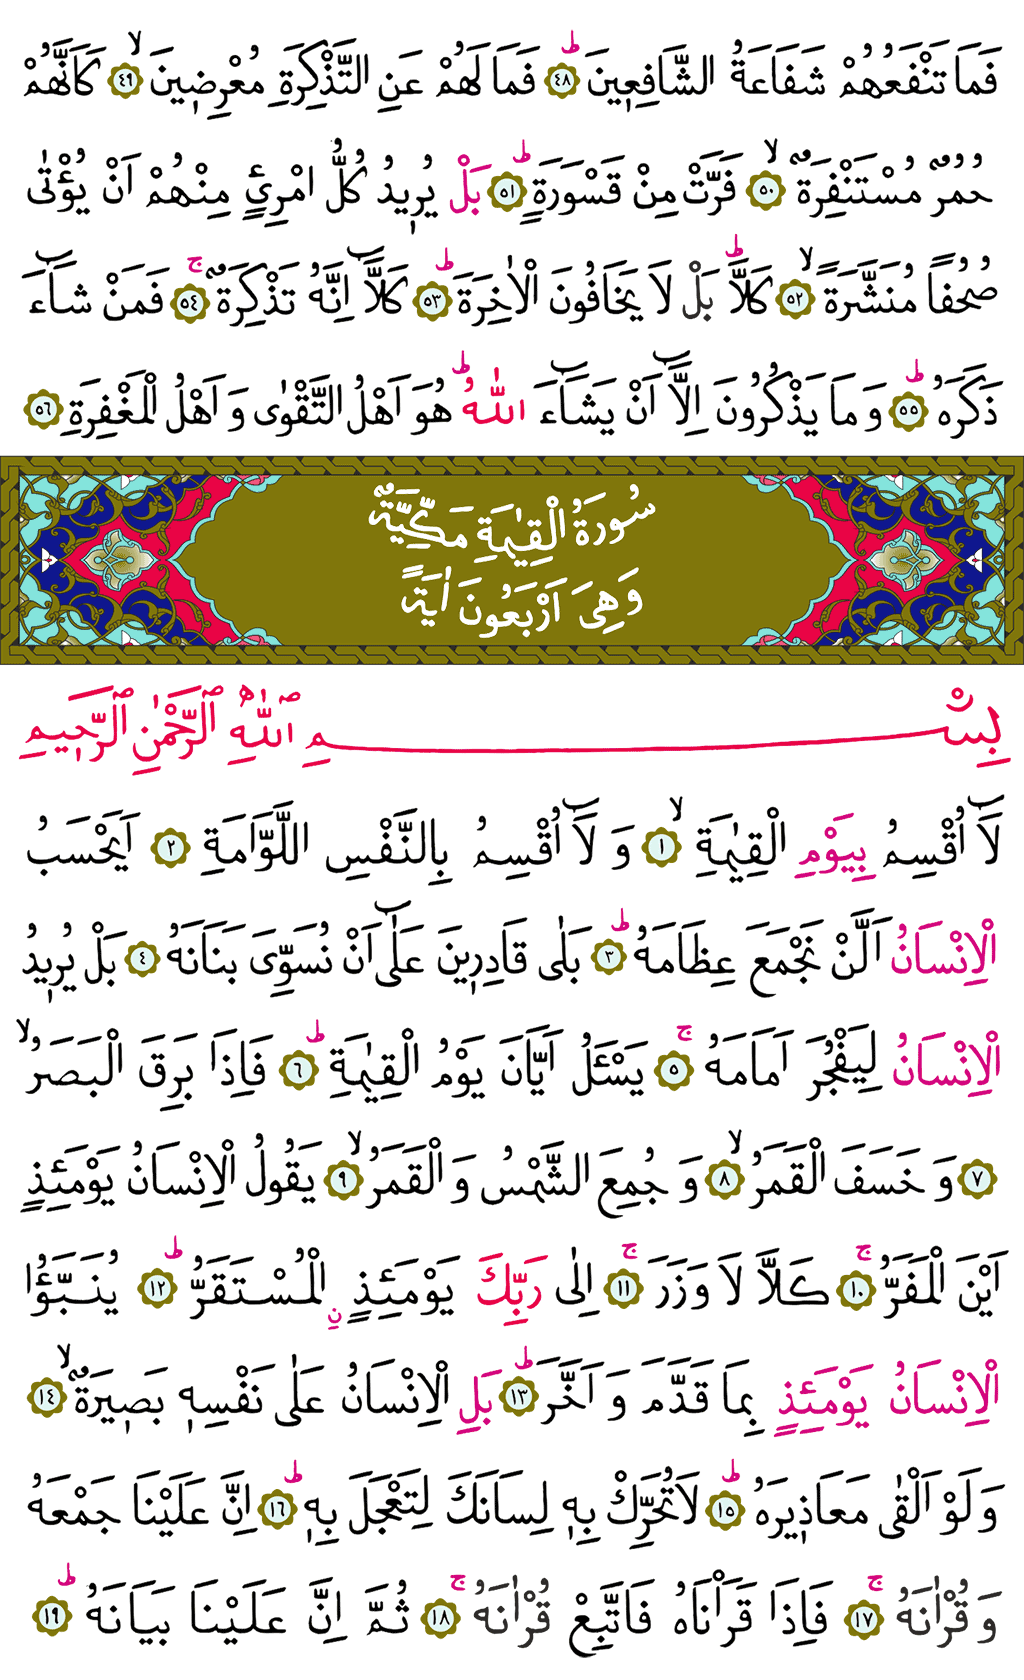 فَمَا تَنْفَعُهُمْ شَفَاعَةُ الشَّافِعٖينَ ؕ ﴿٤٨﴾ فَمَا لَهُمْ عَنِ التَّذْكِرَةِ مُعْرِضٖينَ ۙ ﴿٤٩﴾ كَاَنَّهُمْ
حُمُرٌ مُسْتَنْفِرَةٌ ۙ ﴿٥٠﴾ فَرَّتْ مِنْ قَسْوَرَةٍ ؕ ﴿٥١﴾ بَلْ يُرٖيدُ كُلُّ امْرِئٍ مِنْهُمْ اَنْ يُؤْتٰى
صُحُفًا مُنَشَّرَةً ۙ ﴿٥٢﴾ كَلَّا ؕ بَلْ لَا يَخَافُونَ الْاٰخِرَةَ ؕ ﴿٥٣﴾ كَلَّٓا اِنَّهُ تَذْكِرَةٌ ۚ ﴿٥٤﴾ فَمَنْ شَٓاءَ
ذَكَرَهُ ؕ ﴿٥٥﴾ وَمَا يَذْكُرُونَ اِلَّٓا اَنْ يَشَٓاءَ اللّٰهُ ؕ هُوَ اَهْلُ التَّقْوٰى وَاَهْلُ الْمَغْفِرَةِ ﴿٥٦﴾
سُورَةُ الْقِيٰمَةِ مَكِّيَّةٌ
وَهِىَ اَرْبَعُونَ اٰيَةً
بِسْمِ اللّٰهِ الرَّحْمٰنِ الرَّحٖيمِ
لَٓا اُقْسِمُ بِيَوْمِ الْقِيٰمَةِ ۙ ﴿١﴾ وَلَٓا اُقْسِمُ بِالنَّفْسِ اللَّوَّامَةِ ﴿٢﴾ اَيَحْسَبُ
الْاِنْسَانُ اَلَّنْ نَجْمَعَ عِظَامَهُ ؕ ﴿٣﴾ بَلٰى قَادِرٖينَ عَلٰٓى اَنْ نُسَوِّىَ بَنَانَهُ ﴿٤﴾ بَلْ يُرٖيدُ
الْاِنْسَانُ لِيَفْجُرَ اَمَامَهُ ۚ ﴿٥﴾ يَسْـَٔلُ اَيَّانَ يَوْمُ الْقِيٰمَةِ ؕ ﴿٦﴾ فَاِذَا بَرِقَ الْبَصَرُ ۙ
﴿٧﴾ وَخَسَفَ الْقَمَرُ ۙ ﴿٨﴾ وَجُمِعَ الشَّمْسُ وَالْقَمَرُ ۙ ﴿٩﴾ يَقُولُ الْاِنْسَانُ يَوْمَئِذٍ
اَيْنَ الْمَفَرُّ ۚ ﴿١٠﴾ كَلَّا لَا وَزَرَ ۚ ﴿١١﴾ اِلٰى رَبِّكَ يَوْمَئِذٍ ۨ الْمُسْتَقَرُّ ؕ ﴿١٢﴾ يُنَبَّؤُا
الْاِنْسَانُ يَوْمَئِذٍ بِمَا قَدَّمَ وَاَخَّرَ ؕ ﴿١٣﴾ بَلِ الْاِنْسَانُ عَلٰى نَفْسِهٖ بَصٖيرَةٌ ۙ ﴿١٤﴾
وَلَوْ اَلْقٰى مَعَاذٖيرَهُ ؕ ﴿١٥﴾ لَا تُحَرِّكْ بِهٖ لِسَانَكَ لِتَعْجَلَ بِهٖ ؕ ﴿١٦﴾ اِنَّ عَلَيْنَا جَمْعَهُ
وَقُرْاٰنَهُ ۚ ﴿١٧﴾ فَاِذَا قَرَأْنَاهُ فَاتَّبِعْ قُرْاٰنَهُ ۚ ﴿١٨﴾ ثُمَّ اِنَّ عَلَيْنَا بَيَانَهُ ؕ ﴿١٩﴾